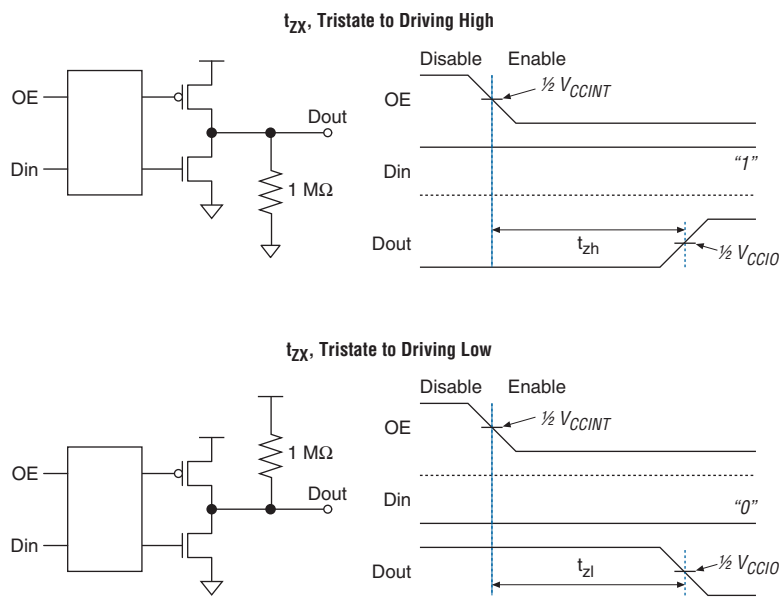 tZX, Tristate to Driving High
Disable Enable
OE
Din
Dout
1 MΩ
OE
½ VCCINT
Din
"1"
Dout
tzh
½ VCCIO
tZX, Tristate to Driving Low
Disable Enable
1 MΩ
OE
Din
Dout
OE
½ VCCINT
Din
"0"
Dout
tzl
½ VCCIO